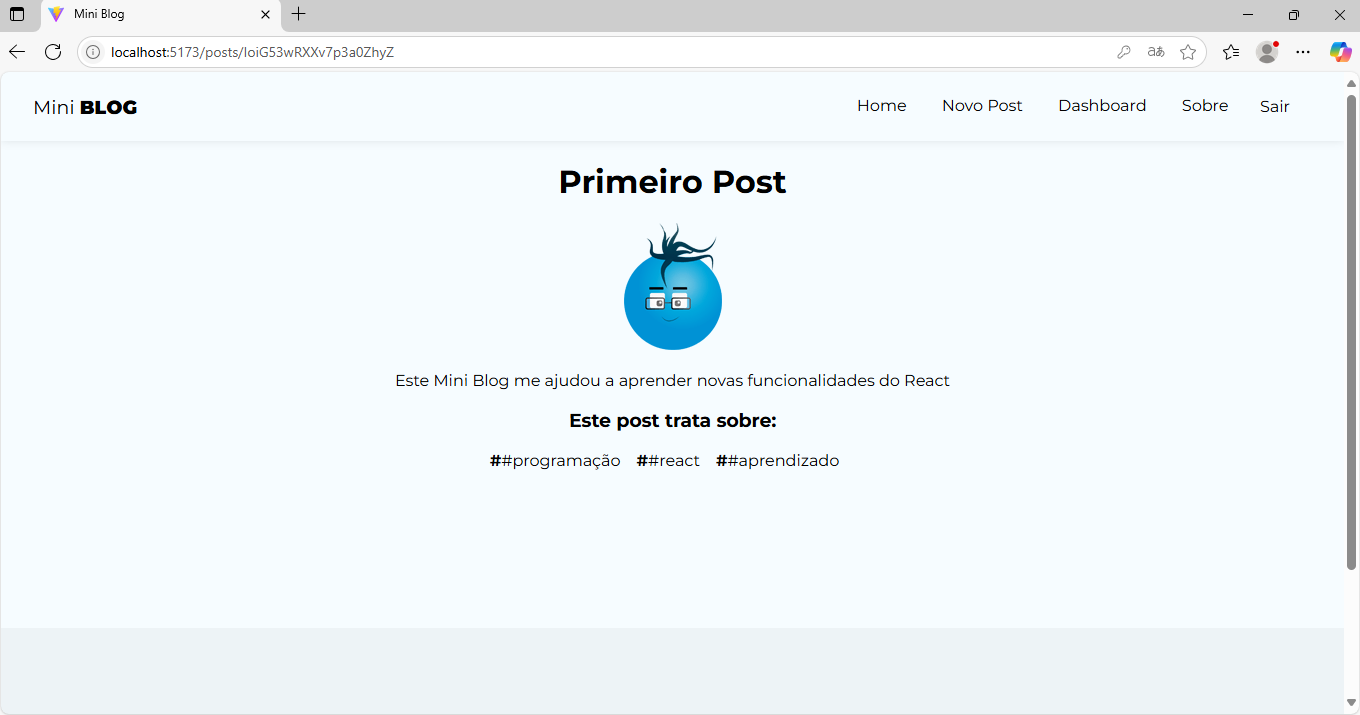 Mini Blog
localhost:5173/posts/IoiG53wRXXv7p3a0ZhyZ
Mini BLOG
Home Novo Post Dashboard Sobre Sair
Primeiro Post
Este Mini Blog me ajudou a aprender novas funcionalidades do React
Este post trata sobre:
##programação ##react ##aprendizado